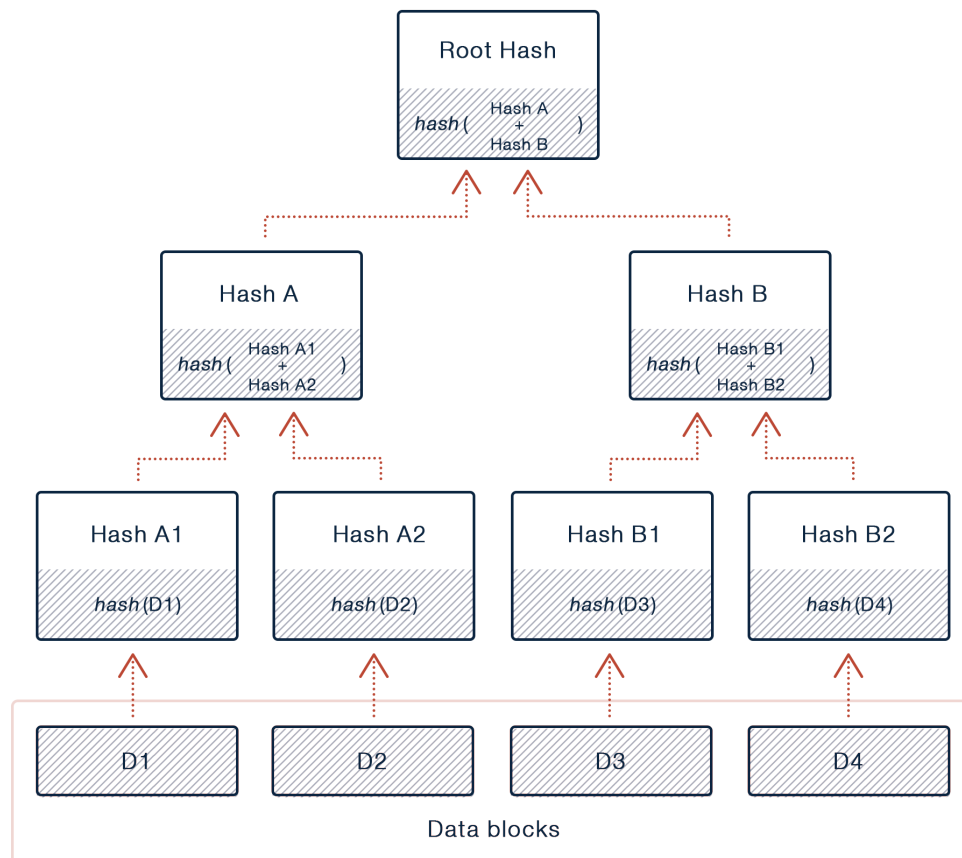 Root Hash
Hash A
hash( + )
Hash B
Hash A
Hash B
Hash A1
hash( + )
Hash A2
Hash B1
hash( + )
Hash B2
Hash A1
Hash A2
Hash B1
Hash B2
hash(D1)
hash(D2)
hash(D3)
hash(D4)
D1
D2
D3
D4
Data blocks